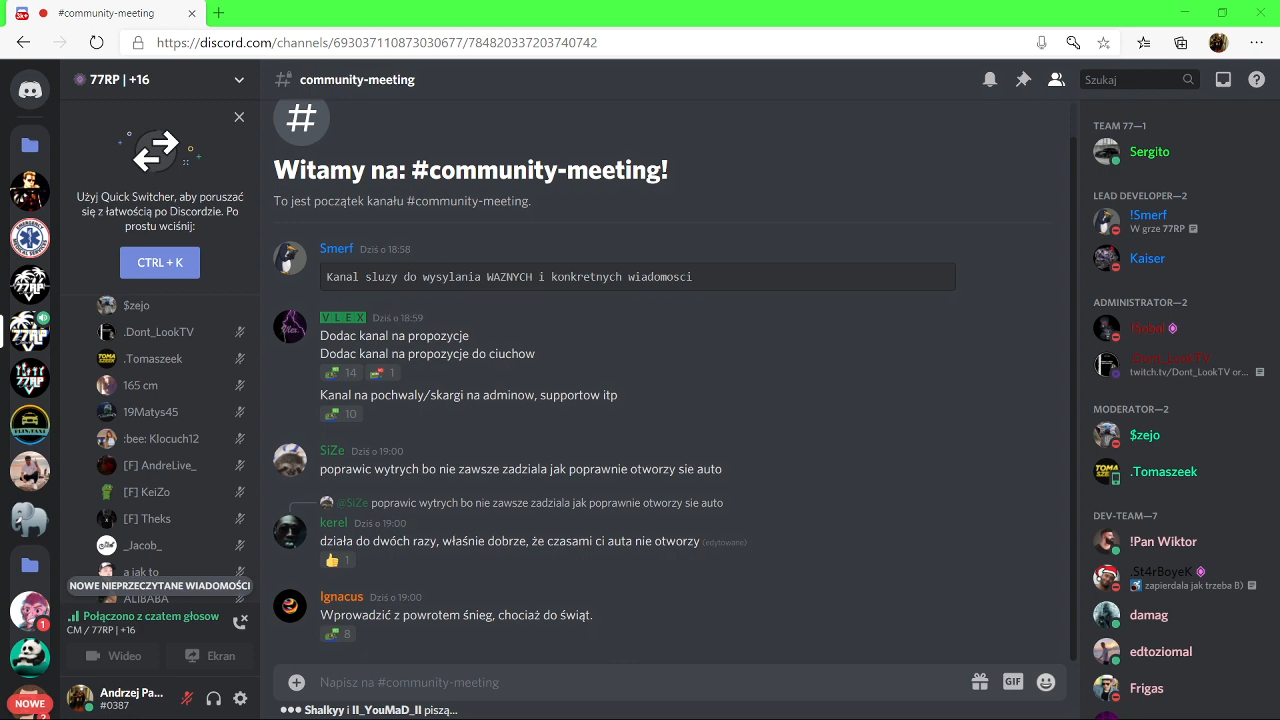 #community-meeting
https://discord.com/channels/693037110873030677/784820337203740742
77RP | +16
community-meeting
Szukaj
Użyj Quick Switcher, aby poruszać
się z łatwością po Discordzie. Po
prostu wciśnij:
CTRL + K
$zejo
.Dont_LookTV
.Tomaszeek
165 cm
19Matys45
:bee: Klocuch12
[F] AndreLive_
[F] KeiZo
[F] Theks
_Jacob_
a jak to
NOWE NIEPRZECZYTANE WIADOMOŚCI
ALIBABA
Połączono z czatem głosow
CM / 77RP | +16
Wideo
Ekran
NOWE
Andrzej Pa...
#0387
Witamy na: #community-meeting!
To jest początek kanału #community-meeting.
Smerf Dziś o 18:58
Kanal sluzy do wysylania WAZNYCH i konkretnych wiadomosci
V L E X Dziś o 18:59
Dodac kanal na propozycje
Dodac kanal na propozycje do ciuchow
14 1
Kanal na pochwaly/skargi na adminow, supportow itp
10
SiZe Dziś o 19:00
poprawic wytrych bo nie zawsze zadziala jak poprawnie otworzy sie auto
@SiZe poprawic wytrych bo nie zawsze zadziala jak poprawnie otworzy sie auto
kerel Dziś o 19:00
działa do dwóch razy, właśnie dobrze, że czasami ci auta nie otworzy (edytowane)
1
Ignacus Dziś o 19:00
Wprowadzić z powrotem śnieg, chociaż do świąt.
8
Napisz na #community-meeting
GIF
Shalkyy i II_YouMaD_II piszą...
TEAM 77—1
Sergito
LEAD DEVELOPER—2
!Smerf
W grze 77RP
Kaiser
ADMINISTRATOR—2
.Dont_LookTV
twitch.tv/Dont_LookTV or...
MODERATOR—2
$zejo
.Tomaszeek
DEV-TEAM—7
!Pan Wiktor
.St4rBoyeK
zapierdala jak trzeba B)
damag
edtoziomal
Frigas